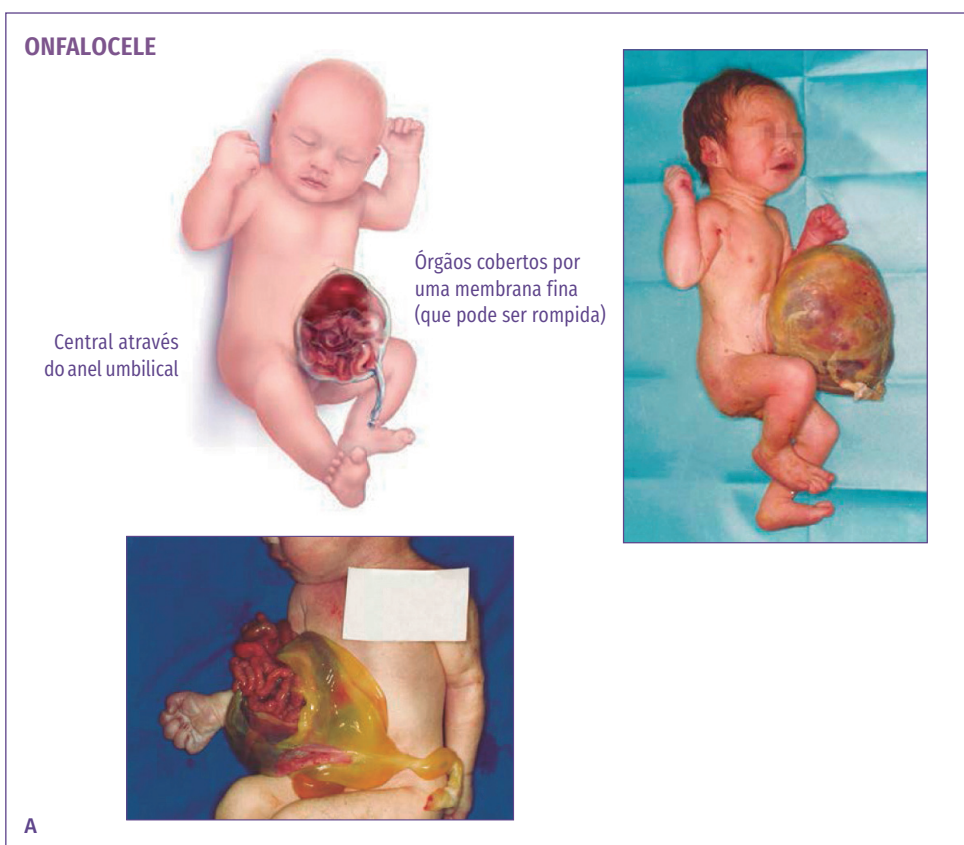 ONFALOCELE
Órgãos cobertos por
uma membrana fina
(que pode ser rompida)
Central através
do anel umbilical
A